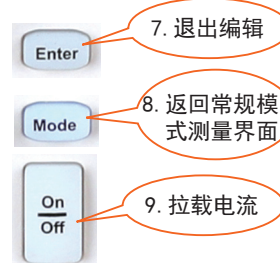 7. 退出编辑
Enter
8. 返回常规模
式测量界面
Mode
On
Off
9. 拉载电流